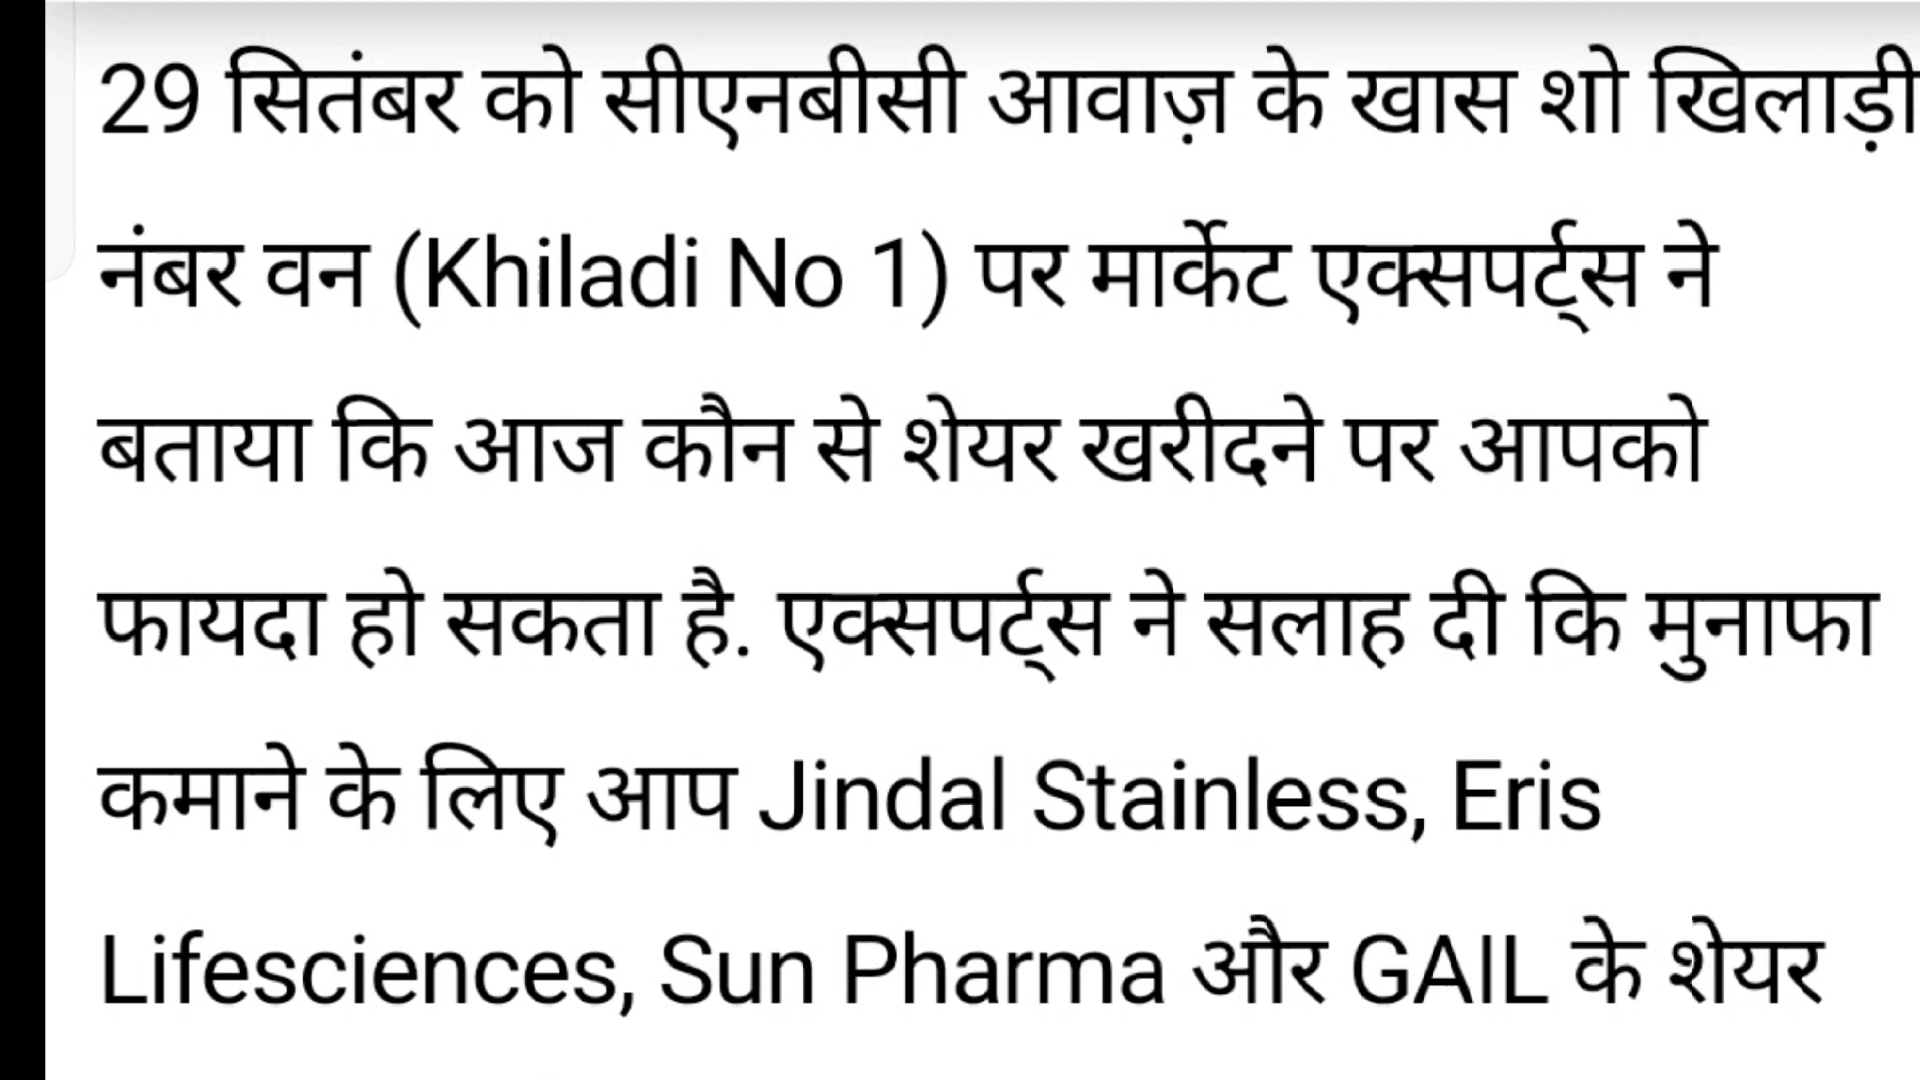 29 सितंबर को सीएनबीसी आवाज़ के खास शो खिलाड़ी
नंबर वन (Khiladi No 1) पर मार्केट एक्सपर्ट्स ने
बताया कि आज कौन से शेयर खरीदने पर आपको
फायदा हो सकता है. एक्सपर्ट्स ने सलाह दी कि मुनाफा
कमाने के लिए आप Jindal Stainless, Eris
Lifesciences, Sun Pharma और GAIL के शेयर